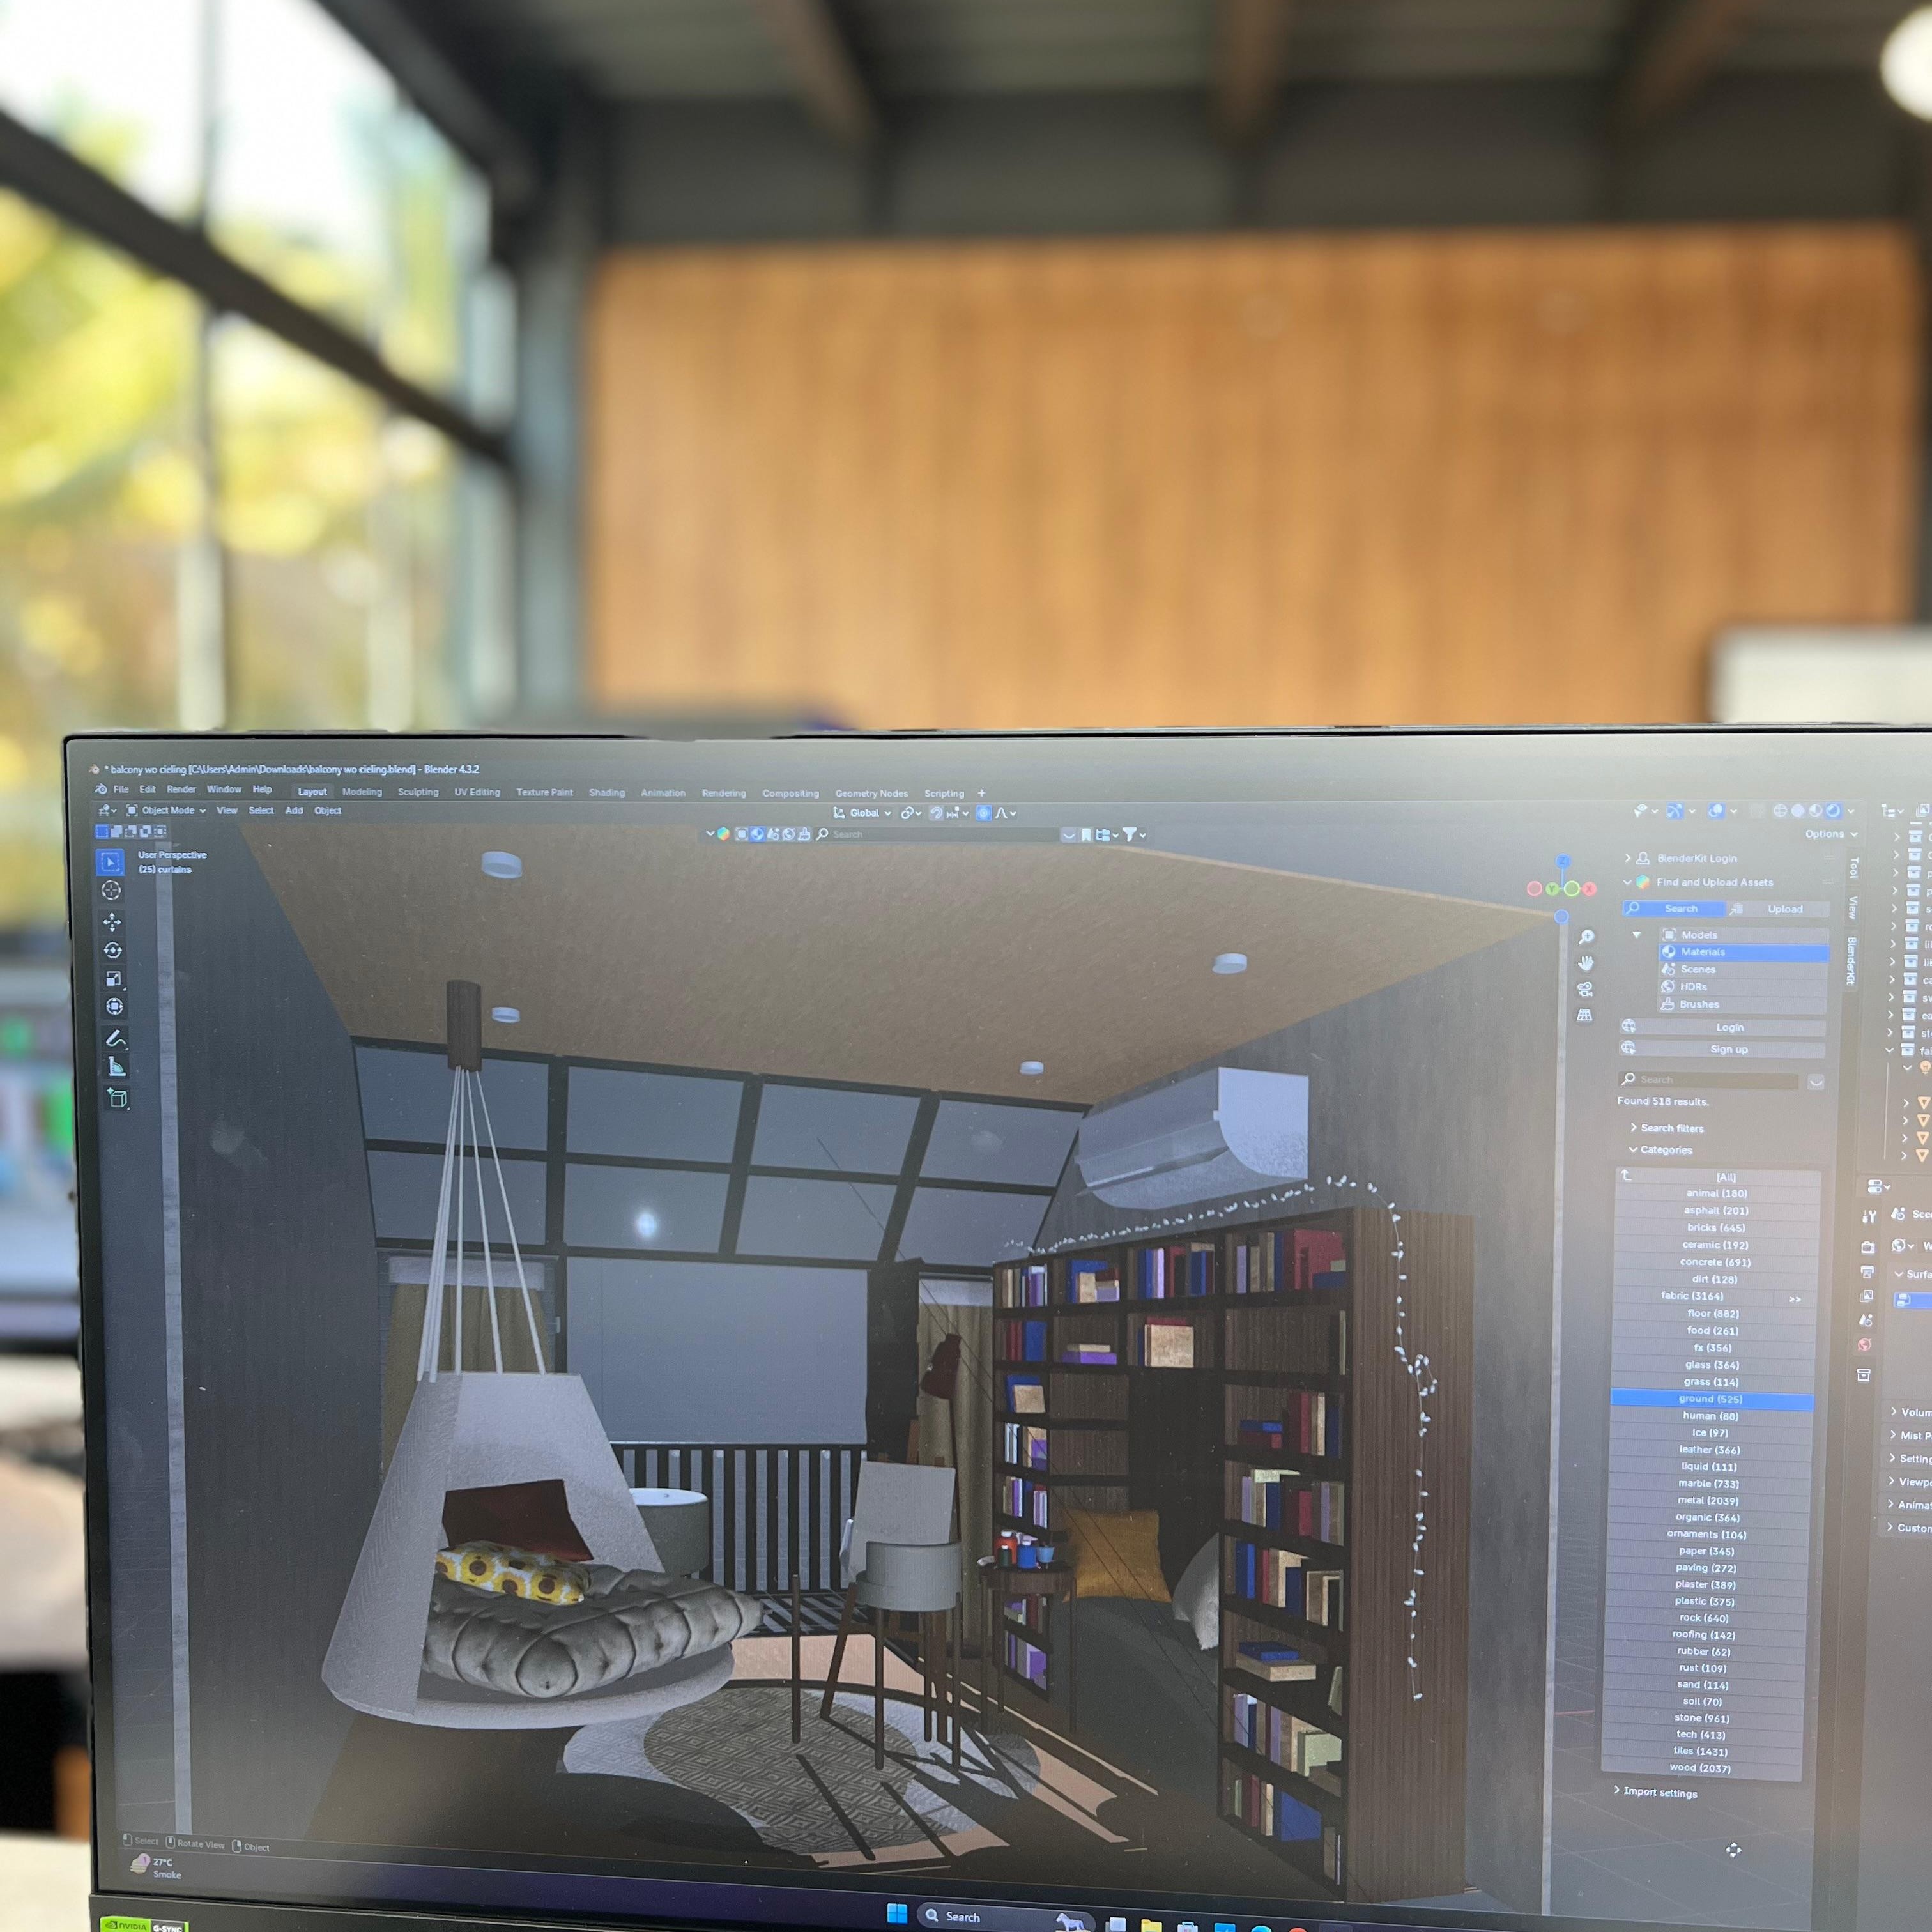 * balcony wo cieling [C:\Users\Admin\Downloads\balcony wo cieling.blend] - Blender 4.3.2
File Edit Render Window Help Layout Modeling Sculpting UV Editing Texture Paint Shading Animation Rendering Compositing Geometry Nodes Scripting +
Object Mode View Select Add Object Global
Search
Options
User Perspective
(25) curtains
BlenderKit Login
Find and Upload Assets
Search Upload
Models
Materials
Scenes
HDRs
Brushes
Login
Sign up
Search
Found 518 results.
Search filters
Categories
[All]
animal (180)
asphalt (201)
bricks (645)
ceramic (192)
concrete (691)
dirt (128)
fabric (3164) >>
floor (882)
food (261)
fx (356)
glass (364)
grass (114)
ground (525)
human (88)
ice (97)
leather (366)
liquid (111)
marble (733)
metal (2039)
organic (364)
ornaments (104)
paper (345)
paving (272)
plaster (389)
plastic (375)
rock (640)
roofing (142)
rubber (62)
rust (109)
sand (114)
soil (70)
stone (961)
tech (413)
tiles (1431)
wood (2037)
Import settings
Tool
View
BlenderKit
Select Rotate View Object
27°C
Smoke
Search
NVIDIA G-SYNC